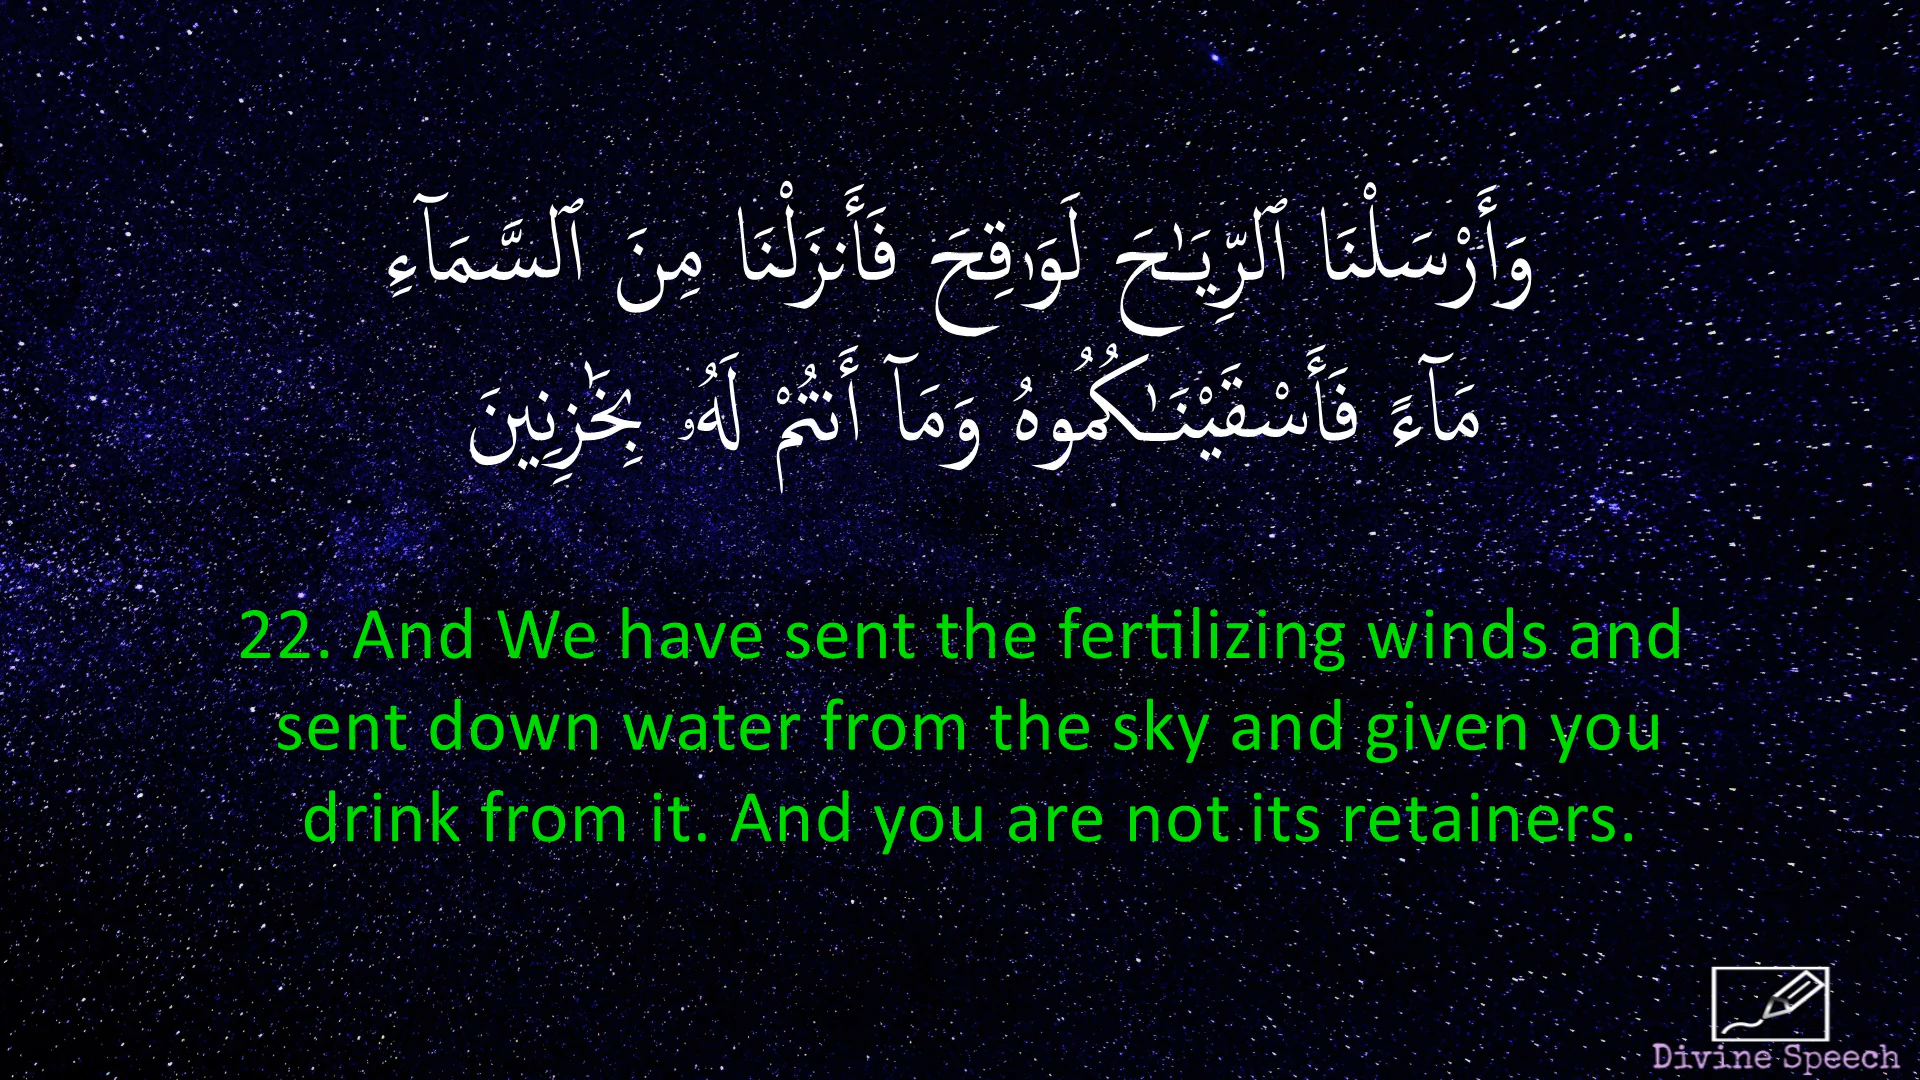 وَأَرْسَلْنَا ٱلرِّيَـٰحَ لَوَٰقِحَ فَأَنزَلْنَا مِنَ ٱلسَّمَآءِ
مَآءً فَأَسْقَيْنَـٰكُمُوهُ وَمَآ أَنتُمْ لَهُۥ بِخَـٰزِنِينَ
22. And We have sent the fertilizing winds and
sent down water from the sky and given you
drink from it. And you are not its retainers.
Divine Speech